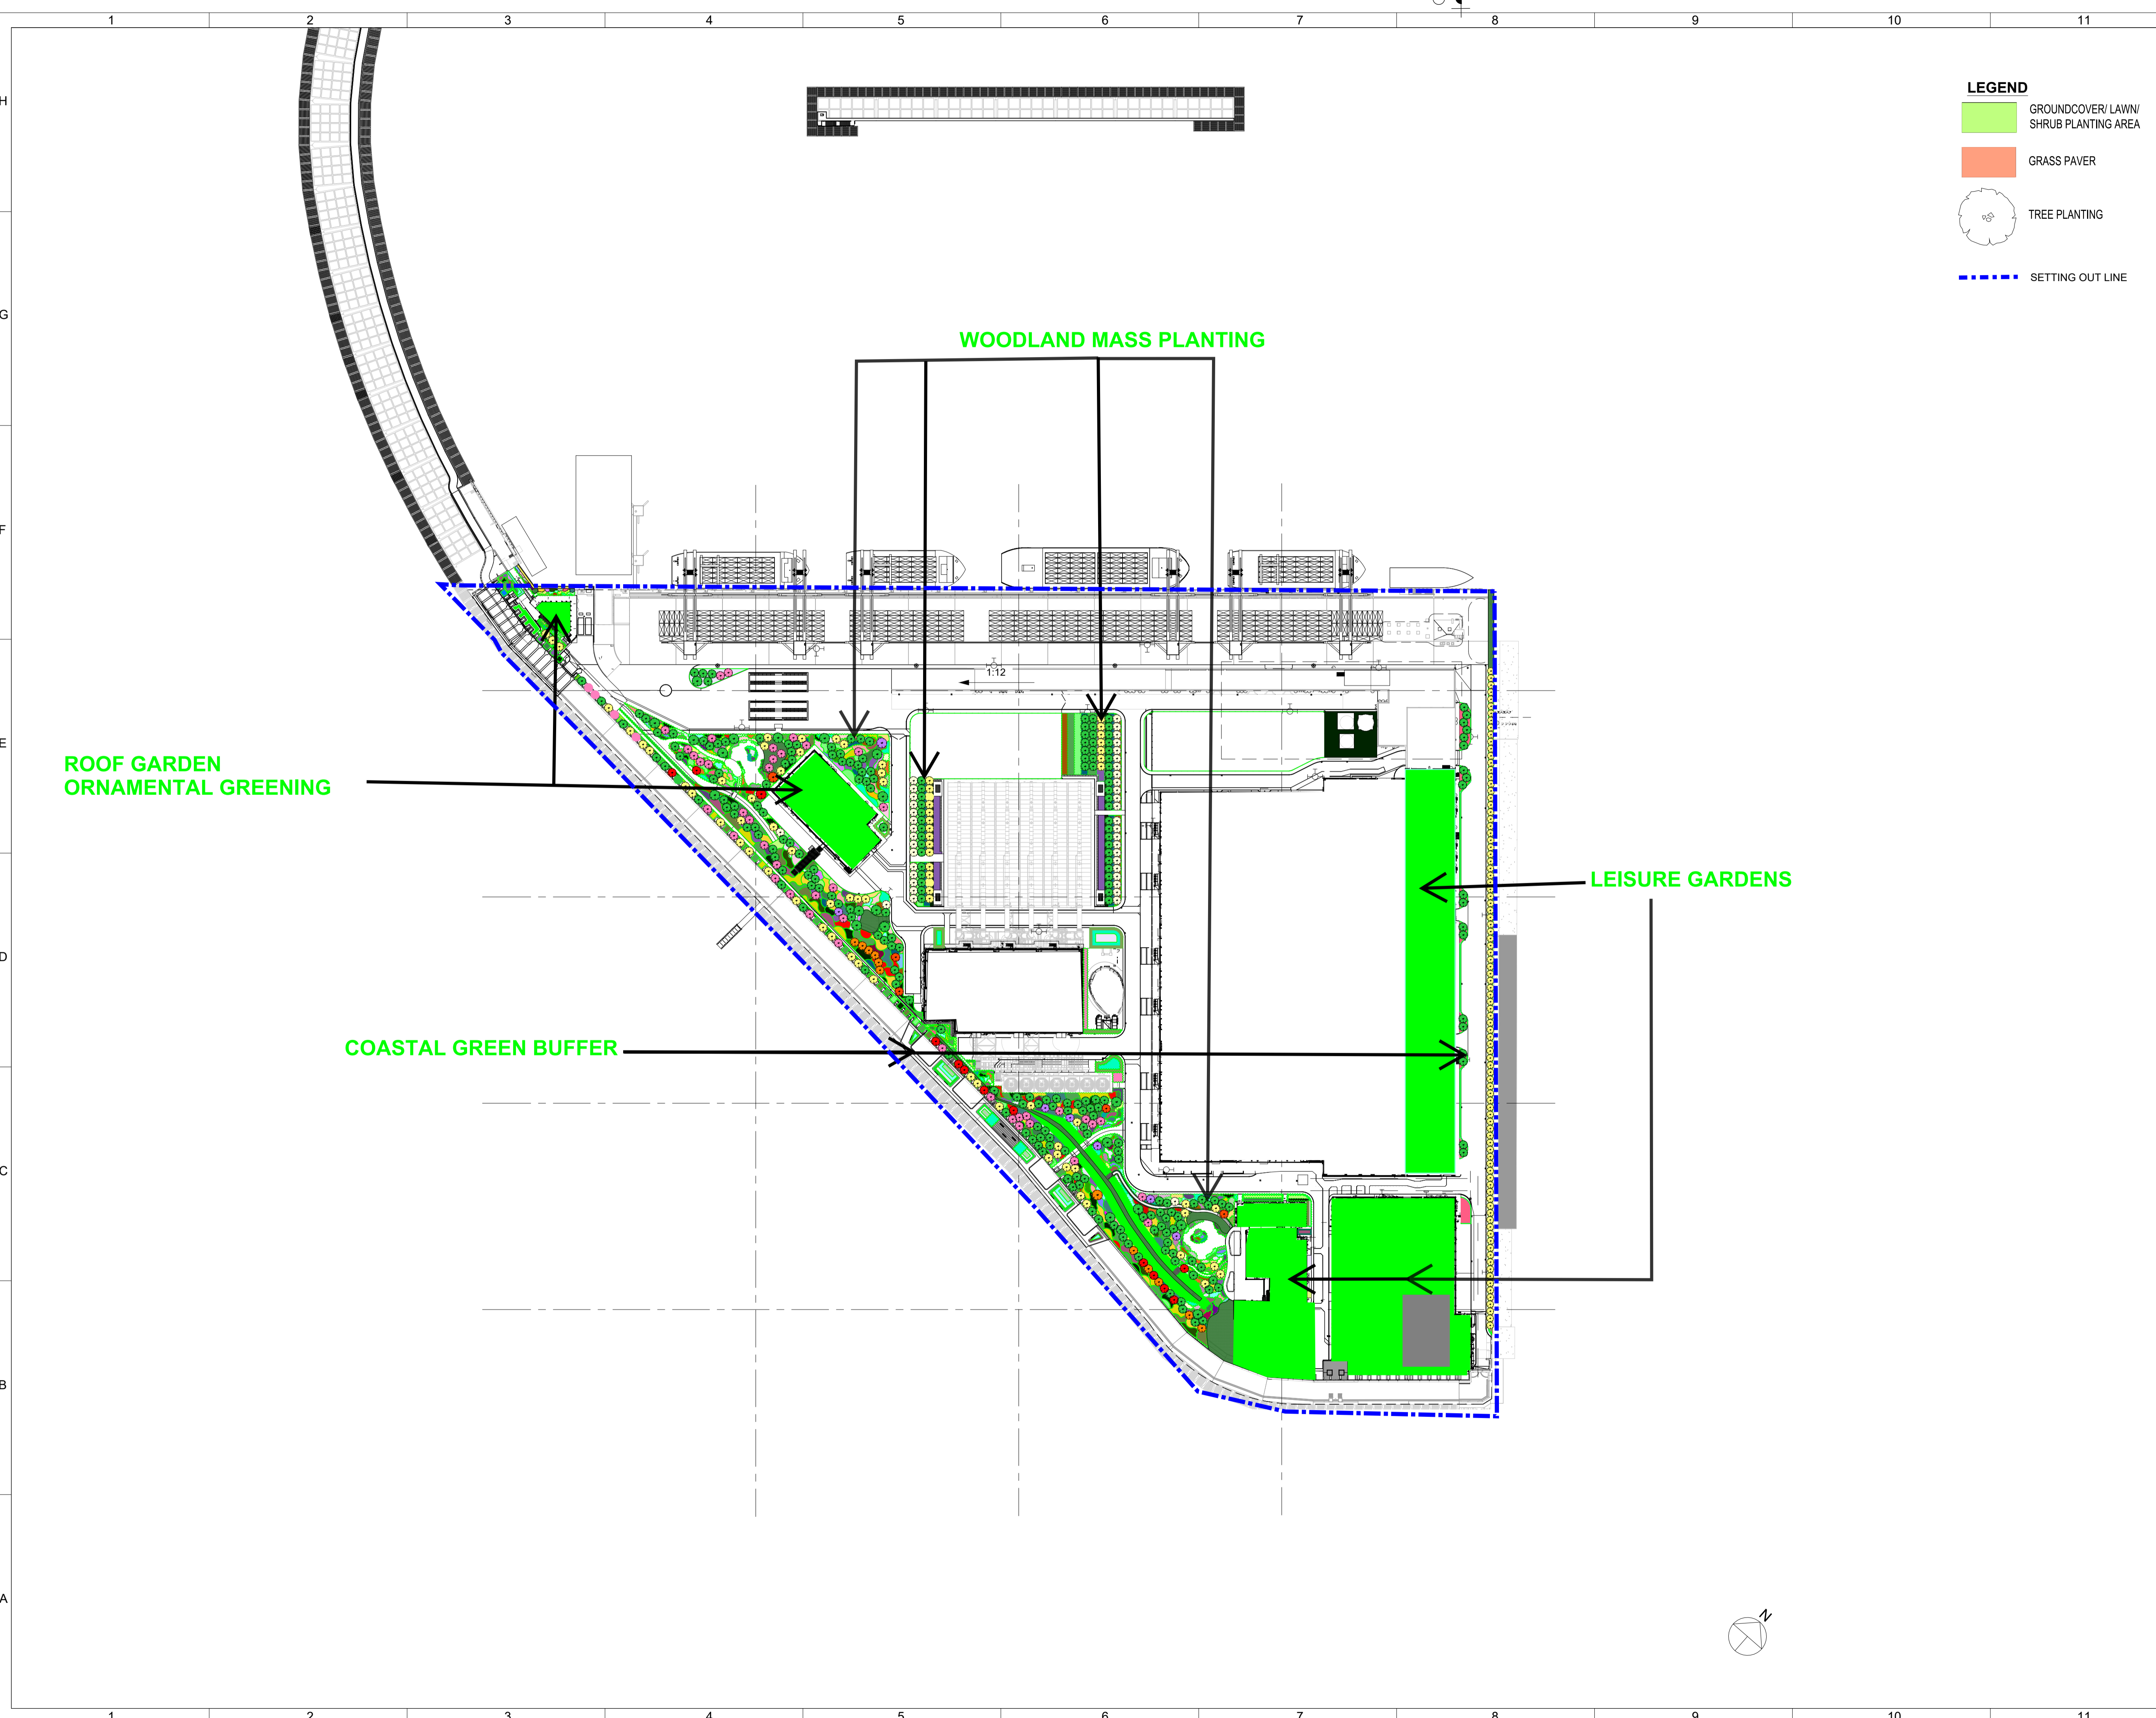 1 2 3 4 5 6 7 8 9 10 11
H
LEGEND
GROUNDCOVER/ LAWN/
SHRUB PLANTING AREA
GRASS PAVER
TREE PLANTING
SETTING OUT LINE
G
WOODLAND MASS PLANTING
F
1:12
E
ROOF GARDEN
ORNAMENTAL GREENING
LEISURE GARDENS
D
COASTAL GREEN BUFFER
C
B
A
N
1 2 3 4 5 6 7 8 9 10 11